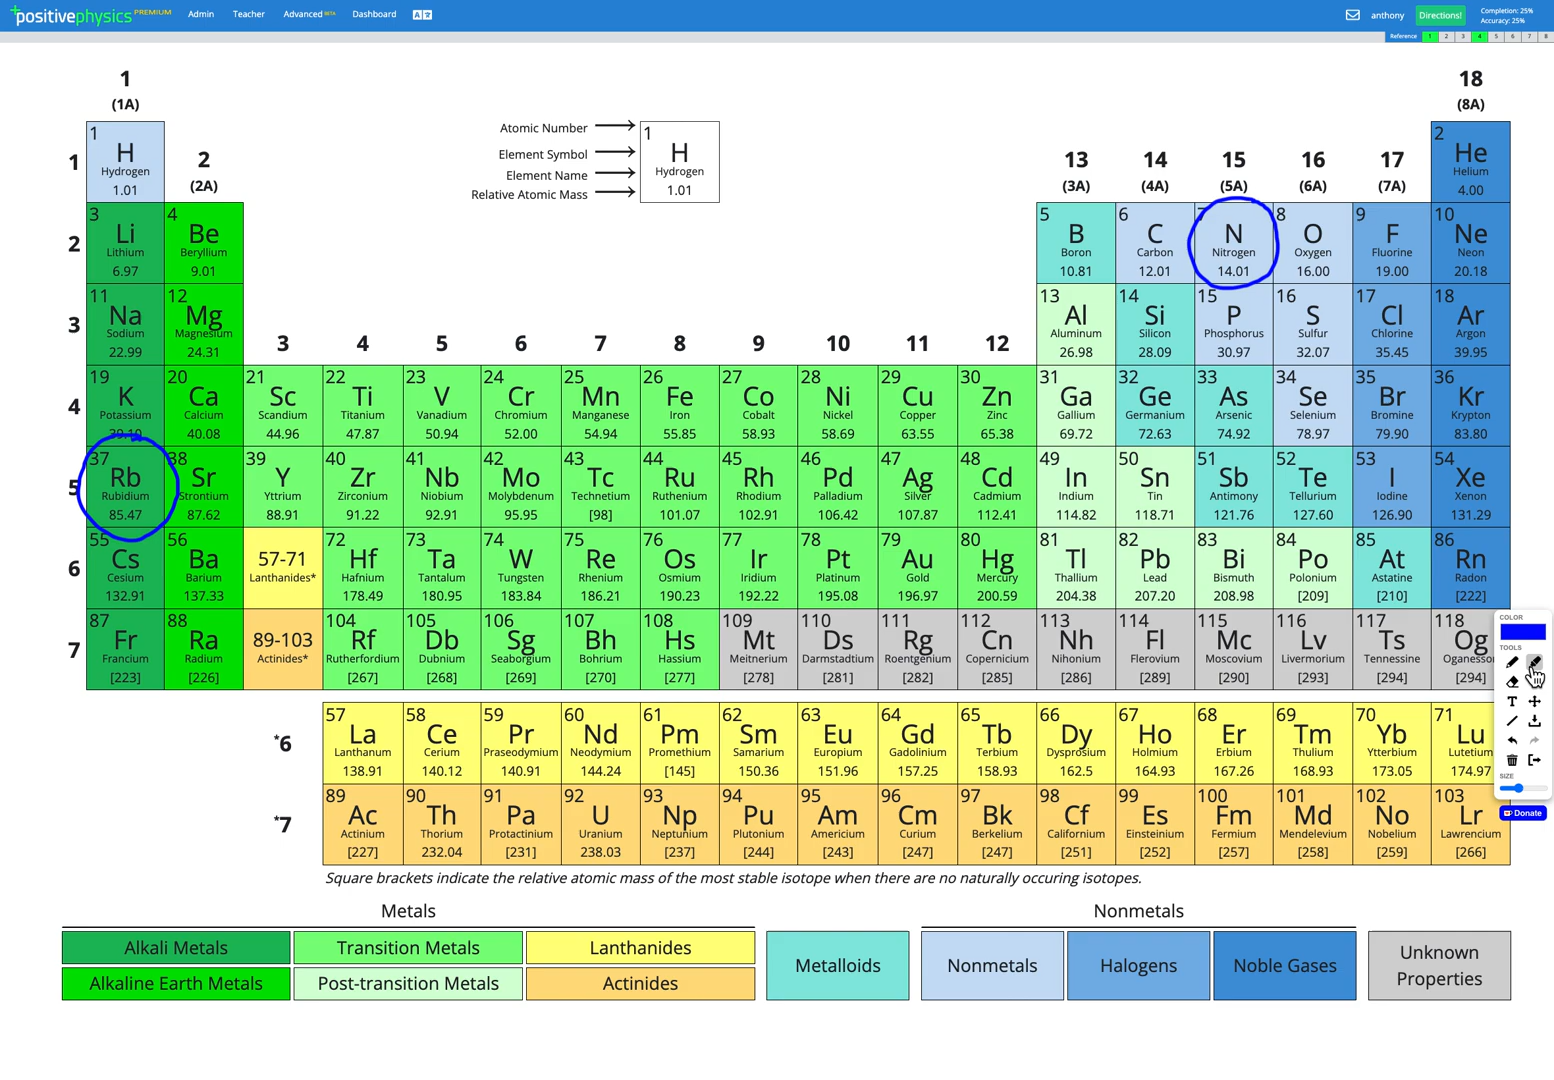 positivephysics PREMIUM Admin Teacher Advanced BETA Dashboard anthony Directions! Completion: 25%
Accuracy: 25%
Reference 1 2 3 4 5 6 7 8
1 18
(1A) (8A)
Atomic Number 1
Element Symbol H
Element Name Hydrogen
Relative Atomic Mass 1.01
1 2 13 14 15 16 17
(2A) (3A) (4A) (5A) (6A) (7A)
1 2
H He
Hydrogen Helium
1.01 4.00
2
3 4 5 6 7 8 9 10
Li Be B C N O F Ne
Lithium Beryllium Boron Carbon Nitrogen Oxygen Fluorine Neon
6.97 9.01 10.81 12.01 14.01 16.00 19.00 20.18
3
11 12 13 14 15 16 17 18
Na Mg Al Si P S Cl Ar
Sodium Magnesium Aluminum Silicon Phosphorus Sulfur Chlorine Argon
22.99 24.31 26.98 28.09 30.97 32.07 35.45 39.95
3 4 5 6 7 8 9 10 11 12
4
19 20 21 22 23 24 25 26 27 28 29 30 31 32 33 34 35 36
K Ca Sc Ti V Cr Mn Fe Co Ni Cu Zn Ga Ge As Se Br Kr
Potassium Calcium Scandium Titanium Vanadium Chromium Manganese Iron Cobalt Nickel Copper Zinc Gallium Germanium Arsenic Selenium Bromine Krypton
39.10 40.08 44.96 47.87 50.94 52.00 54.94 55.85 58.93 58.69 63.55 65.38 69.72 72.63 74.92 78.97 79.90 83.80
5
37 38 39 40 41 42 43 44 45 46 47 48 49 50 51 52 53 54
Rb Sr Y Zr Nb Mo Tc Ru Rh Pd Ag Cd In Sn Sb Te I Xe
Rubidium Strontium Yttrium Zirconium Niobium Molybdenum Technetium Ruthenium Rhodium Palladium Silver Cadmium Indium Tin Antimony Tellurium Iodine Xenon
85.47 87.62 88.91 91.22 92.91 95.95 [98] 101.07 102.91 106.42 107.87 112.41 114.82 118.71 121.76 127.60 126.90 131.29
6
55 56 57-71 72 73 74 75 76 77 78 79 80 81 82 83 84 85 86
Cs Ba Lanthanides* Hf Ta W Re Os Ir Pt Au Hg Tl Pb Bi Po At Rn
Cesium Barium Hafnium Tantalum Tungsten Rhenium Osmium Iridium Platinum Gold Mercury Thallium Lead Bismuth Polonium Astatine Radon
132.91 137.33 178.49 180.95 183.84 186.21 190.23 192.22 195.08 196.97 200.59 204.38 207.20 208.98 [209] [210] [222]
7
87 88 89-103 104 105 106 107 108 109 110 111 112 113 114 115 116 117 118
Fr Ra Actinides* Rf Db Sg Bh Hs Mt Ds Rg Cn Nh Fl Mc Lv Ts Og
Francium Radium Rutherfordium Dubnium Seaborgium Bohrium Hassium Meitnerium Darmstadtium Roentgenium Copernicium Nihonium Flerovium Moscovium Livermorium Tennessine Oganesso
[223] [226] [267] [268] [269] [270] [277] [278] [281] [282] [285] [286] [289] [290] [293] [294] [294]
*6
57 58 59 60 61 62 63 64 65 66 67 68 69 70 71
La Ce Pr Nd Pm Sm Eu Gd Tb Dy Ho Er Tm Yb Lu
Lanthanum Cerium Praseodymium Neodymium Promethium Samarium Europium Gadolinium Terbium Dysprosium Holmium Erbium Thulium Ytterbium Lutetium
138.91 140.12 140.91 144.24 [145] 150.36 151.96 157.25 158.93 162.5 164.93 167.26 168.93 173.05 174.97
*7
89 90 91 92 93 94 95 96 97 98 99 100 101 102 103
Ac Th Pa U Np Pu Am Cm Bk Cf Es Fm Md No Lr
Actinium Thorium Protactinium Uranium Neptunium Plutonium Americium Curium Berkelium Californium Einsteinium Fermium Mendelevium Nobelium Lawrencium
[227] 232.04 [231] 238.03 [237] [244] [243] [247] [247] [251] [252] [257] [258] [259] [266]
COLOR
TOOLS
T
SIZE
Donate
Square brackets indicate the relative atomic mass of the most stable isotope when there are no naturally occuring isotopes.
Metals Nonmetals
Alkali Metals Transition Metals Lanthanides
Alkaline Earth Metals Post-transition Metals Actinides
Metalloids Nonmetals Halogens Noble Gases
Unknown
Properties